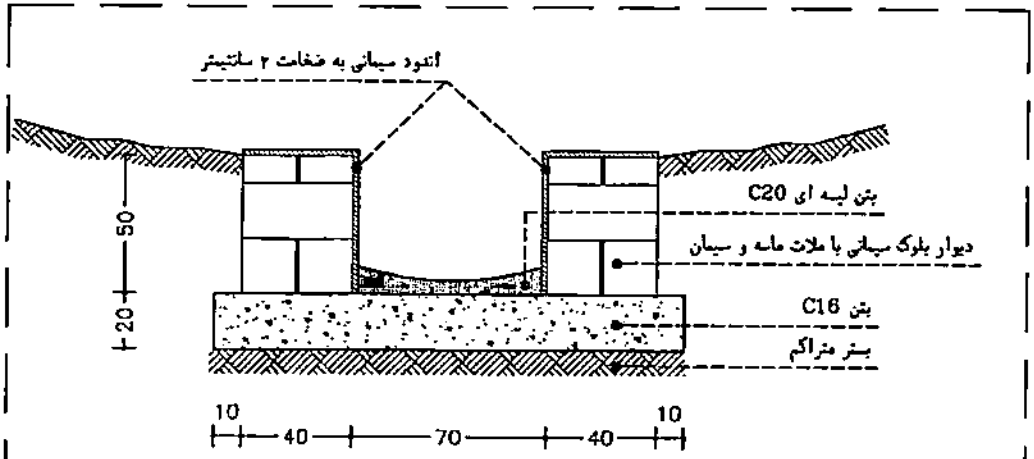 اندود سیمانی به ضخامت ۲ سانتیمتر
بتن لیسه ای C20
دیوار بلوک سیمانی با ملات ماسه و سیمان
بتن C16
بستر متراکم
50
20
10
40
70
40
10